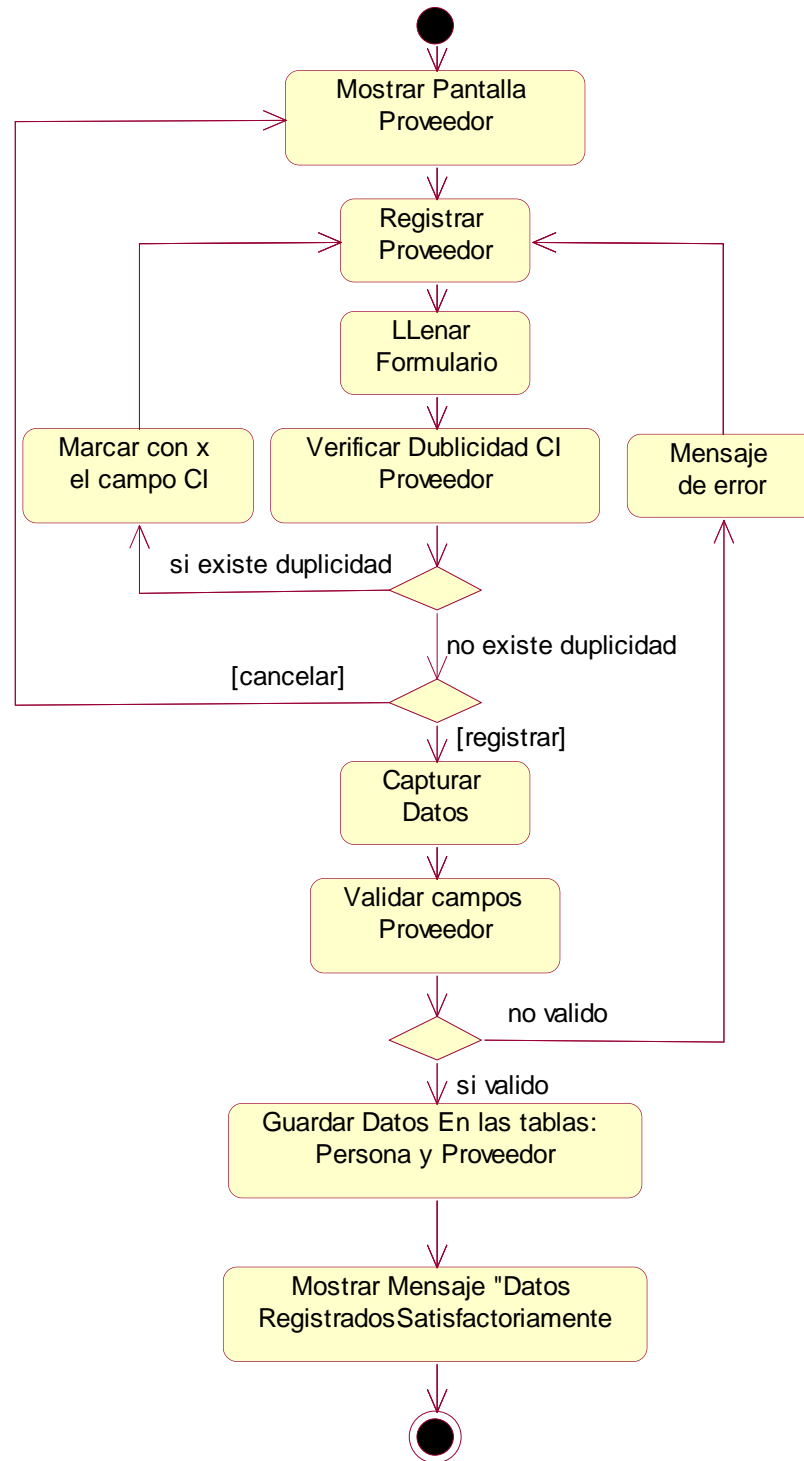 Mostrar Pantalla
Proveedor
Registrar
Proveedor
LLenar
Formulario
Marcar con x
el campo CI
Verificar Dublicidad CI
Proveedor
Mensaje
de error
si existe duplicidad
no existe duplicidad
[cancelar]
[registrar]
Capturar
Datos
Validar campos
Proveedor
no valido
si valido
Guardar Datos En las tablas:
Persona y Proveedor
Mostrar Mensaje "Datos
RegistradosSatisfactoriamente